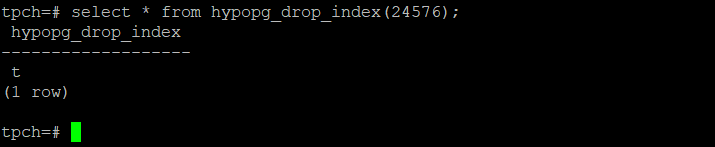 tpch=# select * from hypopg_drop_index(24576);
 hypopg_drop_index
-------------------
 t
(1 row)
tpch=#